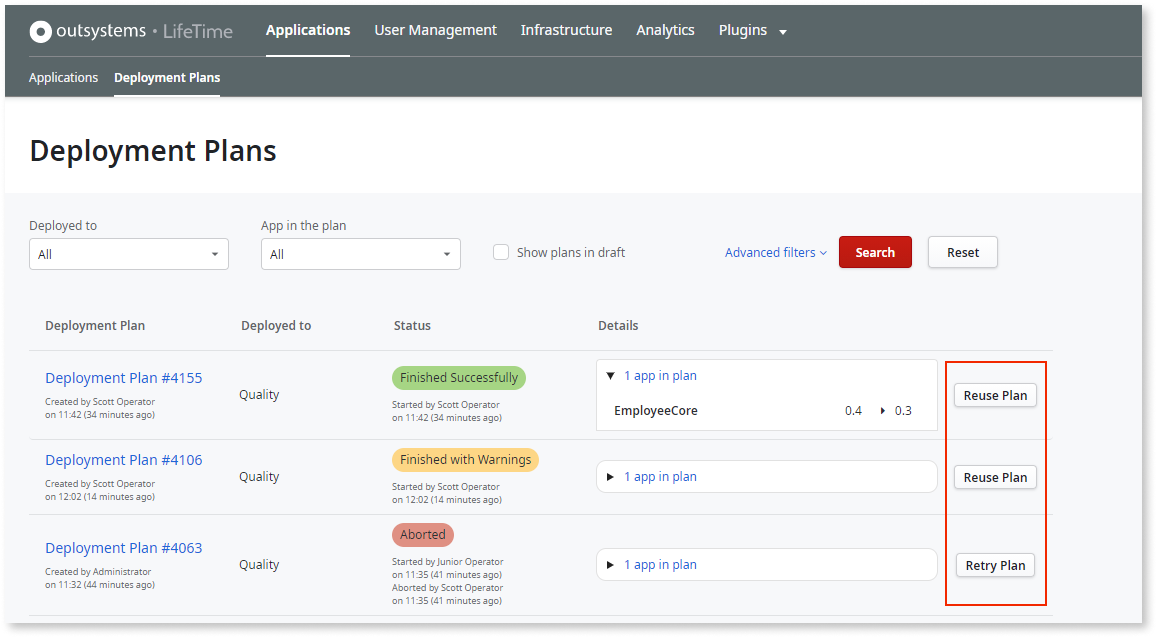 outsystems · LifeTime Applications User Management Infrastructure Analytics Plugins
Applications Deployment Plans
Deployment Plans
Deployed to App in the plan
All All Show plans in draft Advanced filters Search Reset
Deployment Plan Deployed to Status Details
Deployment Plan #4155
Created by Scott Operator
on 11:42 (34 minutes ago)
Quality
Finished Successfully
Started by Scott Operator
on 11:42 (34 minutes ago)
1 app in plan
EmployeeCore 0.4 0.3
Reuse Plan
Deployment Plan #4106
Created by Scott Operator
on 12:02 (14 minutes ago)
Quality
Finished with Warnings
Started by Scott Operator
on 12:02 (14 minutes ago)
1 app in plan
Reuse Plan
Deployment Plan #4063
Created by Administrator
on 11:32 (44 minutes ago)
Quality
Aborted
Started by Junior Operator
on 11:35 (41 minutes ago)
Aborted by Scott Operator
on 11:35 (41 minutes ago)
1 app in plan
Retry Plan